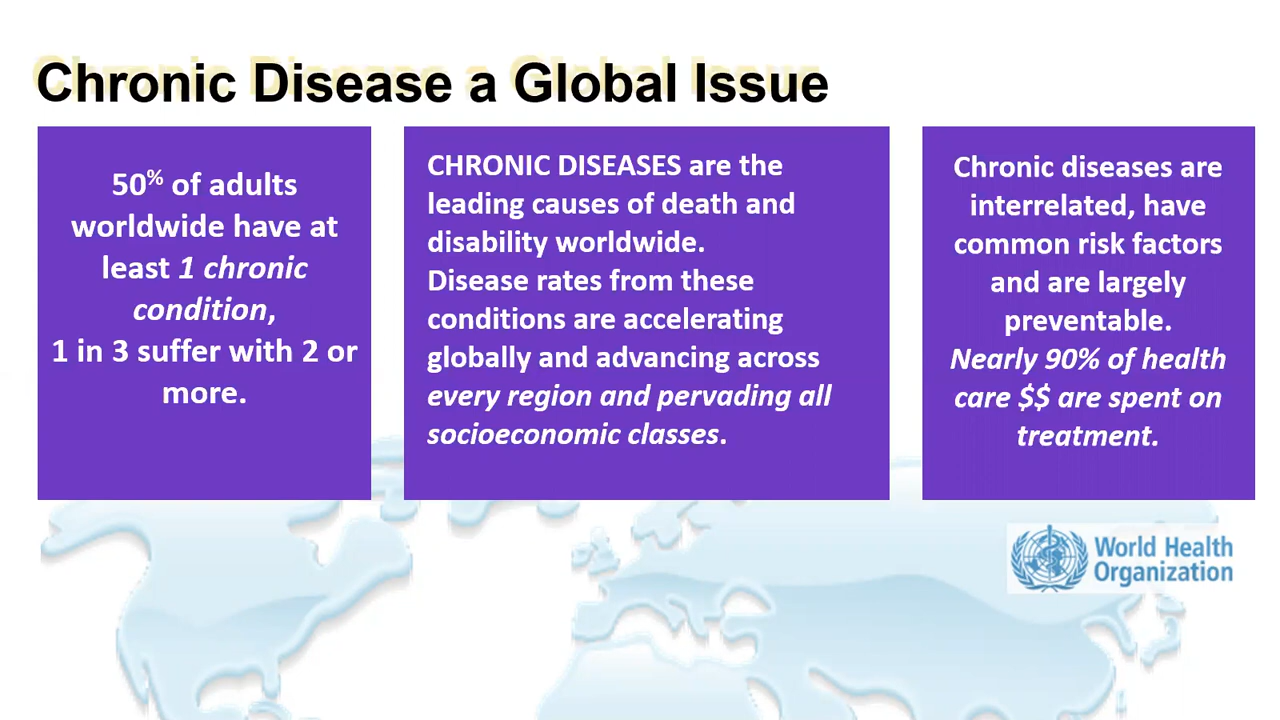 Chronic Disease a Global Issue
50% of adults
worldwide have at
least 1 chronic
condition,
1 in 3 suffer with 2 or
more.
CHRONIC DISEASES are the
leading causes of death and
disability worldwide.
Disease rates from these
conditions are accelerating
globally and advancing across
every region and pervading all
socioeconomic classes.
Chronic diseases are
interrelated, have
common risk factors
and are largely
preventable.
Nearly 90% of health
care $$ are spent on
treatment.
World Health
Organization